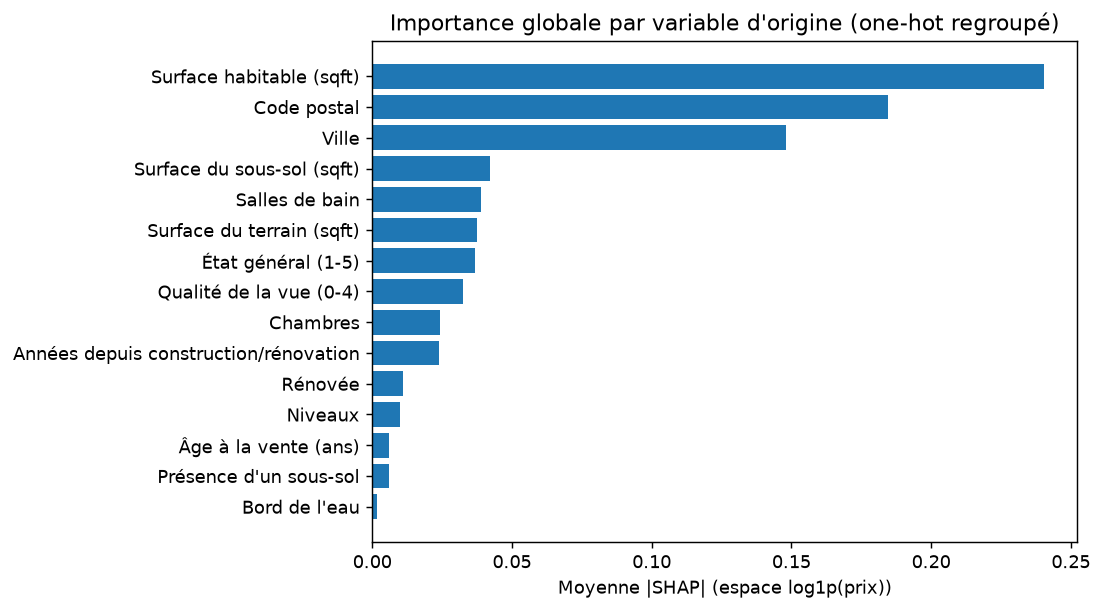 Importance globale par variable d'origine (one-hot regroupé)
Surface habitable (sqft)
Code postal
Ville
Surface du sous-sol (sqft)
Salles de bain
Surface du terrain (sqft)
État général (1-5)
Qualité de la vue (0-4)
Chambres
Années depuis construction/rénovation
Rénovée
Niveaux
Âge à la vente (ans)
Présence d'un sous-sol
Bord de l'eau
0.00 0.05 0.10 0.15 0.20 0.25
Moyenne |SHAP| (espace log1p(prix))